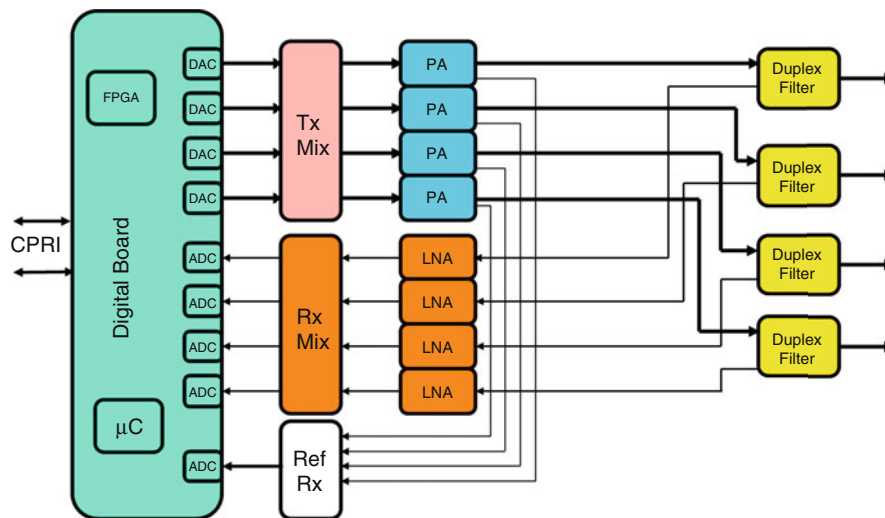 CPRI
Digital Board
FPGA
μC
DAC
DAC
DAC
DAC
ADC
ADC
ADC
ADC
ADC
Tx
Mix
Rx
Mix
Ref
Rx
PA
PA
PA
PA
LNA
LNA
LNA
LNA
Duplex
Filter
Duplex
Filter
Duplex
Filter
Duplex
Filter